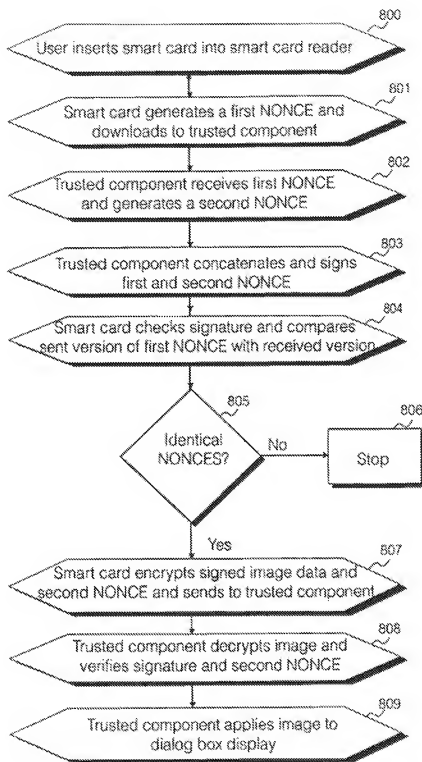 800
User inserts smart card into smart card reader
801
Smart card generates a first NONCE and
downloads to trusted component
802
Trusted component receives first NONCE
and generates a second NONCE
803
Trusted component concatenates and signs
first and second NONCE
804
Smart card checks signature and compares
sent version of first NONCE with received version
805
Identical
NONCES?
No
806
Stop
Yes
807
Smart card encrypts signed image data and
second NONCE and sends to trusted component
808
Trusted component decrypts image and
verifies signature and second NONCE
809
Trusted component applies image to
dialog box display